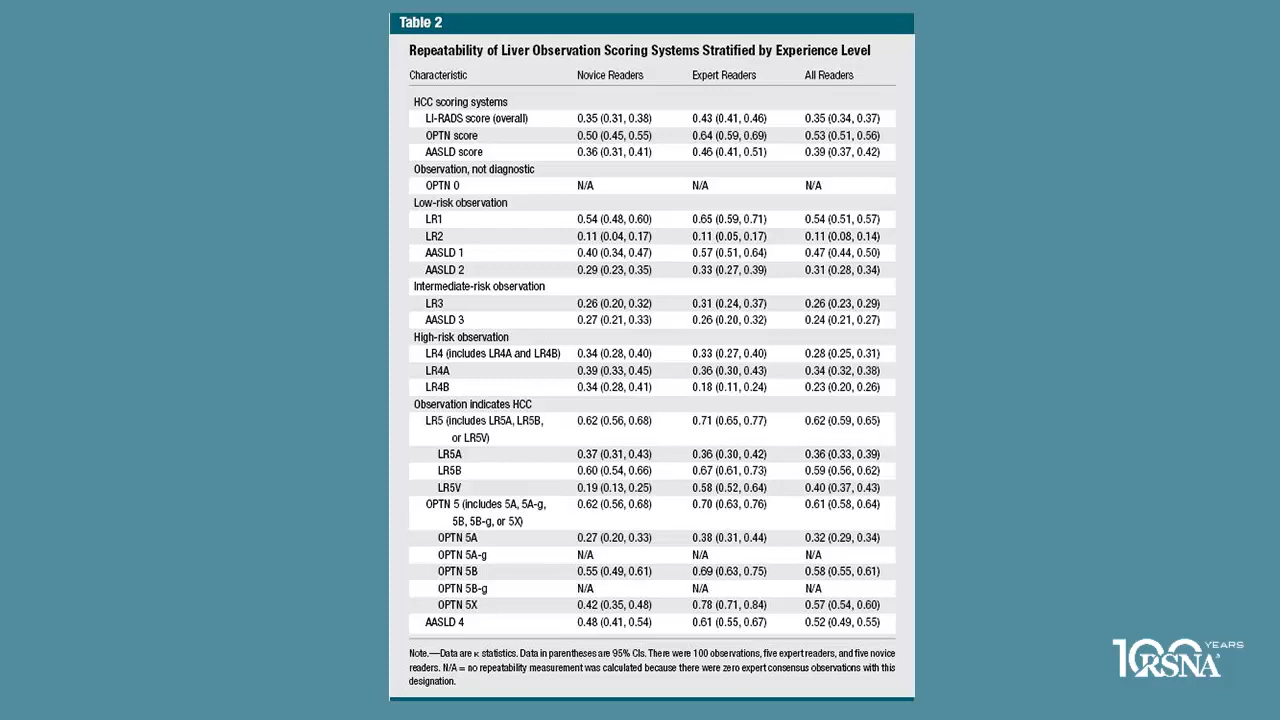 Table 2
Repeatability of Liver Observation Scoring Systems Stratified by Experience Level
Characteristic Novice Readers Expert Readers All Readers
HCC scoring systems
LI-RADS score (overall) 0.35 (0.31, 0.38) 0.43 (0.41, 0.46) 0.35 (0.34, 0.37)
OPTN score 0.50 (0.45, 0.55) 0.64 (0.59, 0.69) 0.53 (0.51, 0.56)
AASLD score 0.36 (0.31, 0.41) 0.46 (0.41, 0.51) 0.39 (0.37, 0.42)
Observation, not diagnostic
OPTN 0 N/A N/A N/A
Low-risk observation
LR1 0.54 (0.48, 0.60) 0.65 (0.59, 0.71) 0.54 (0.51, 0.57)
LR2 0.11 (0.04, 0.17) 0.11 (0.05, 0.17) 0.11 (0.08, 0.14)
AASLD 1 0.40 (0.34, 0.47) 0.57 (0.51, 0.64) 0.47 (0.44, 0.50)
AASLD 2 0.29 (0.23, 0.35) 0.33 (0.27, 0.39) 0.31 (0.28, 0.34)
Intermediate-risk observation
LR3 0.26 (0.20, 0.32) 0.31 (0.24, 0.37) 0.26 (0.23, 0.29)
AASLD 3 0.27 (0.21, 0.33) 0.26 (0.20, 0.32) 0.24 (0.21, 0.27)
High-risk observation
LR4 (includes LR4A and LR4B) 0.34 (0.28, 0.40) 0.33 (0.27, 0.40) 0.28 (0.25, 0.31)
LR4A 0.39 (0.33, 0.45) 0.36 (0.30, 0.43) 0.34 (0.32, 0.38)
LR4B 0.34 (0.28, 0.41) 0.18 (0.11, 0.24) 0.23 (0.20, 0.26)
Observation indicates HCC
LR5 (includes LR5A, LR5B, 0.62 (0.56, 0.68) 0.71 (0.65, 0.77) 0.62 (0.59, 0.65)
or LR5V)
LR5A 0.37 (0.31, 0.43) 0.36 (0.30, 0.42) 0.36 (0.33, 0.39)
LR5B 0.60 (0.54, 0.66) 0.67 (0.61, 0.73) 0.59 (0.56, 0.62)
LR5V 0.19 (0.13, 0.25) 0.58 (0.52, 0.64) 0.40 (0.37, 0.43)
OPTN 5 (includes 5A, 5A-g, 0.62 (0.56, 0.68) 0.70 (0.63, 0.76) 0.61 (0.58, 0.64)
5B, 5B-g, or 5X)
OPTN 5A 0.27 (0.20, 0.33) 0.38 (0.31, 0.44) 0.32 (0.29, 0.34)
OPTN 5A-g N/A N/A N/A
OPTN 5B 0.55 (0.49, 0.61) 0.69 (0.63, 0.75) 0.58 (0.55, 0.61)
OPTN 5B-g N/A N/A N/A
OPTN 5X 0.42 (0.35, 0.48) 0.78 (0.71, 0.84) 0.57 (0.54, 0.60)
AASLD 4 0.48 (0.41, 0.54) 0.61 (0.55, 0.67) 0.52 (0.49, 0.55)
Note.—Data are κ statistics. Data in parentheses are 95% CIs. There were 100 observations, five expert readers, and five novice
readers. N/A = no repeatability measurement was calculated because there were zero expert consensus observations with this
designation.
100 YEARS
RSNA®